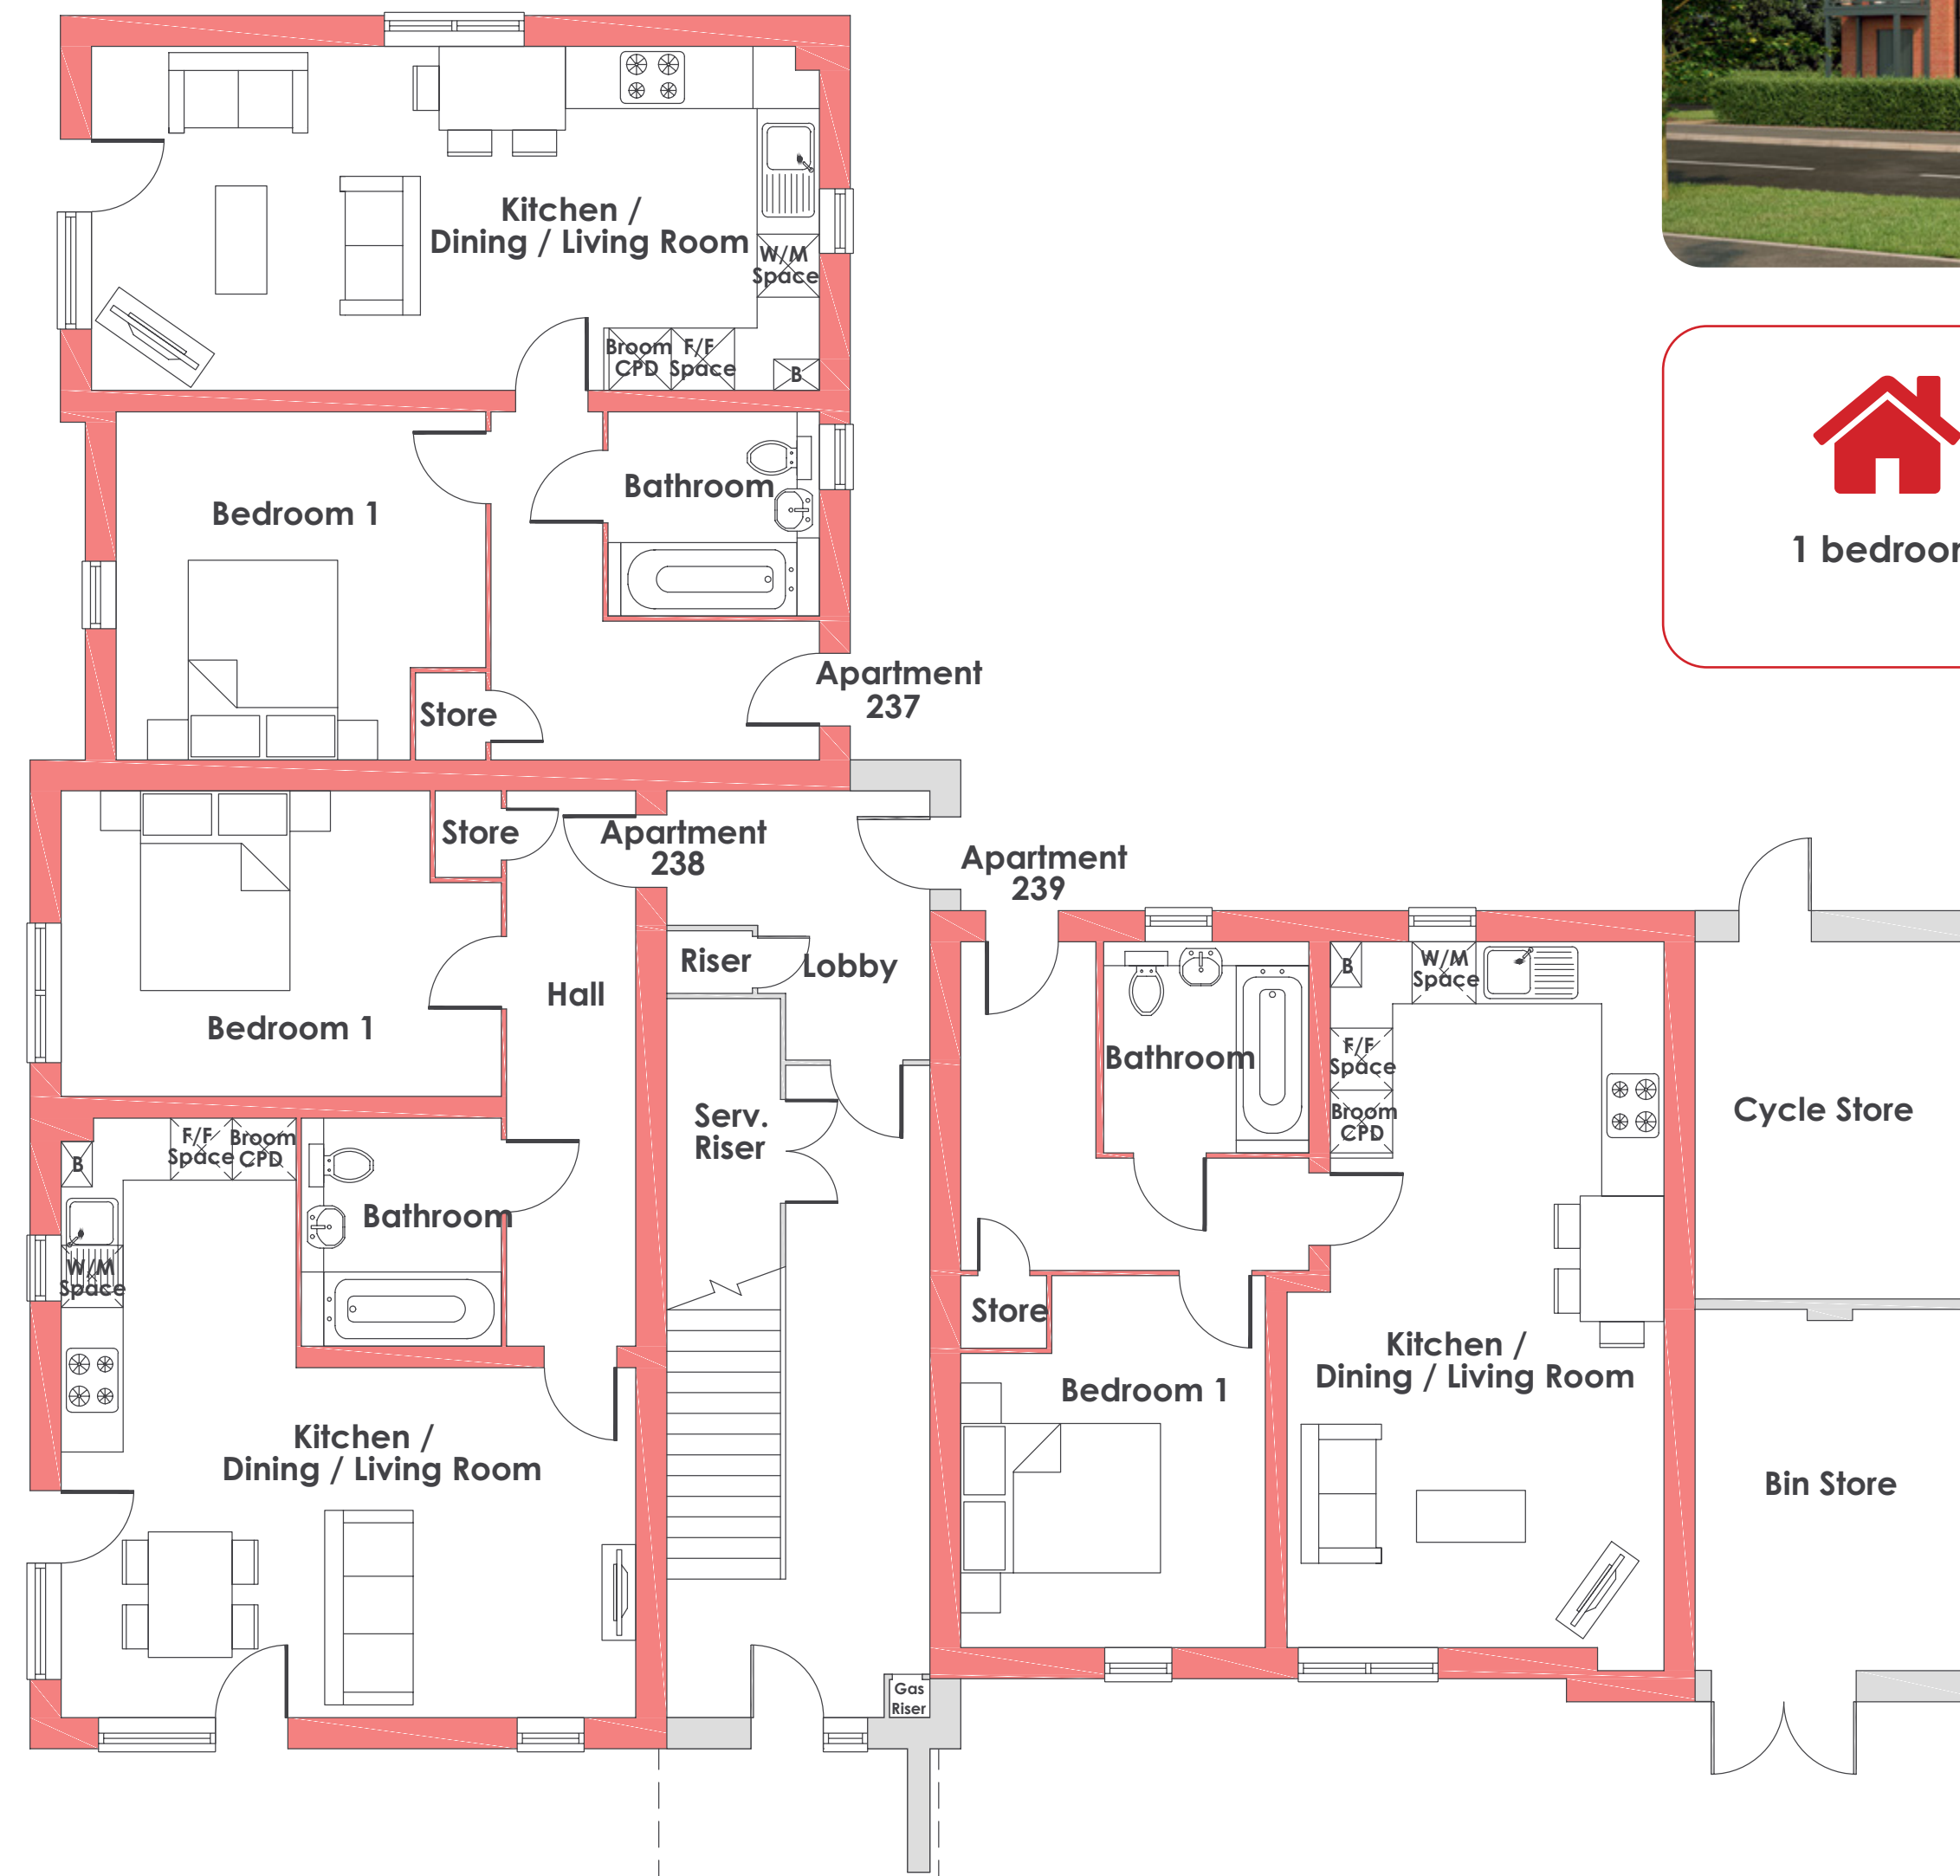 Kitchen /
Dining / Living Room
W/M
Space
Broom
CPD
F/F
Space
B
Bathroom
Bedroom 1
Store
Apartment
237
1 bedroom
Store
Apartment
238
Apartment
239
Riser
Lobby
Hall
Bedroom 1
B
W/M
Space
F/F
Space
Broom
CPD
Bathroom
Cycle Store
Serv.
Riser
F/F
Space
Broom
CPD
B
Bathroom
W/M
Space
Store
Kitchen /
Dining / Living Room
Bedroom 1
Kitchen /
Dining / Living Room
Bin Store
Gas
Riser